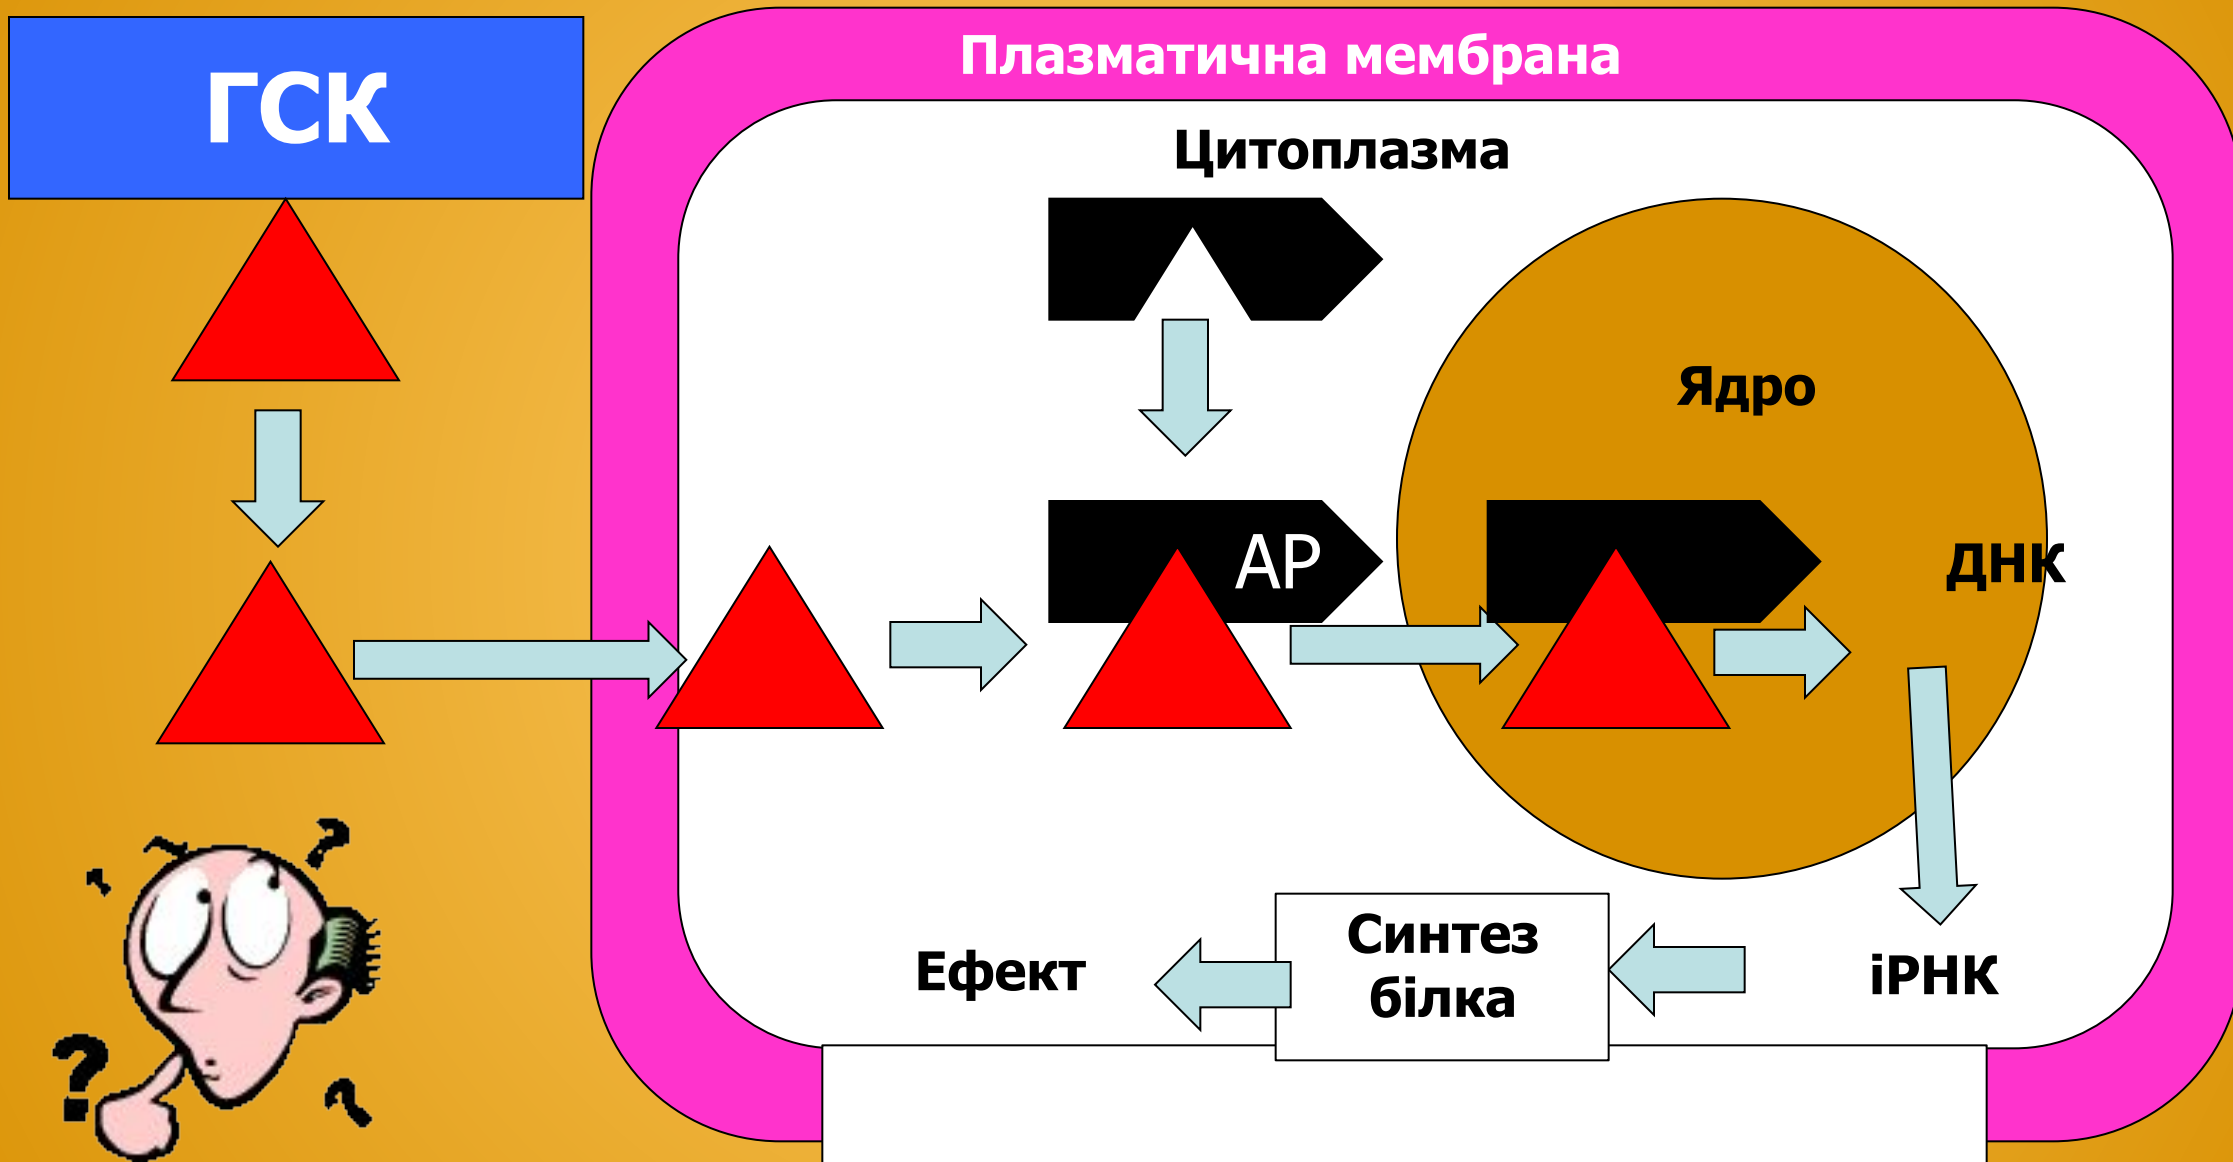 ГСК
Плазматична мембрана
Цитоплазма
Ядро
АР
ДНК
іРНК
Синтез
білка
Ефект
?
?
?
?